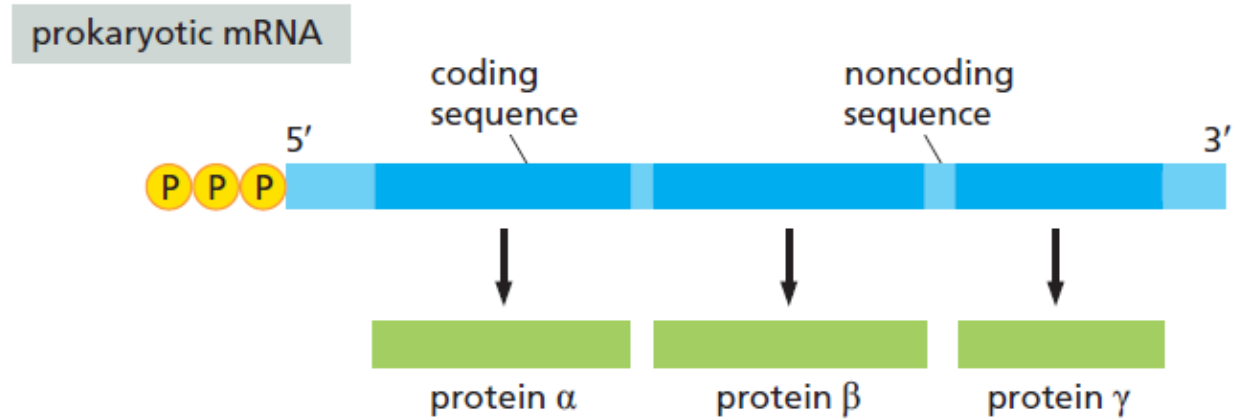 prokaryotic mRNA
coding
sequence
noncoding
sequence
5′
3′
P P P
protein α
protein β
protein γ